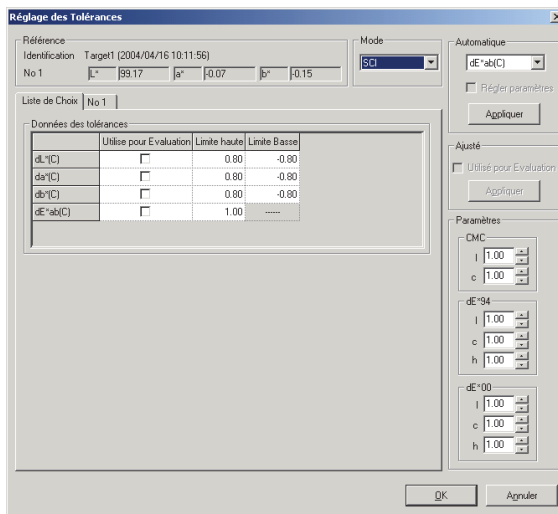 Réglage des Tolérances
Référence
Identification Target1 (2004/04/16 10:11:56)
No 1 L* 99.17 a* -0.07 b* -0.15
Mode
SCI
Automatique
dE*ab(C)
Régler paramètres
Appliquer
Liste de Choix No 1
Données des tolérances
Utilise pour Evaluation Limite haute Limite Basse
dL*(C) 0.80 -0.80
da*(C) 0.80 -0.80
db*(C) 0.80 -0.80
dE*ab(C) 1.00 ------
Ajusté
Utilisé pour Evaluation
Appliquer
Paramètres
CMC
l 1.00
c 1.00
dE*94
l 1.00
c 1.00
h 1.00
dE*00
l 1.00
c 1.00
h 1.00
OK Annuler